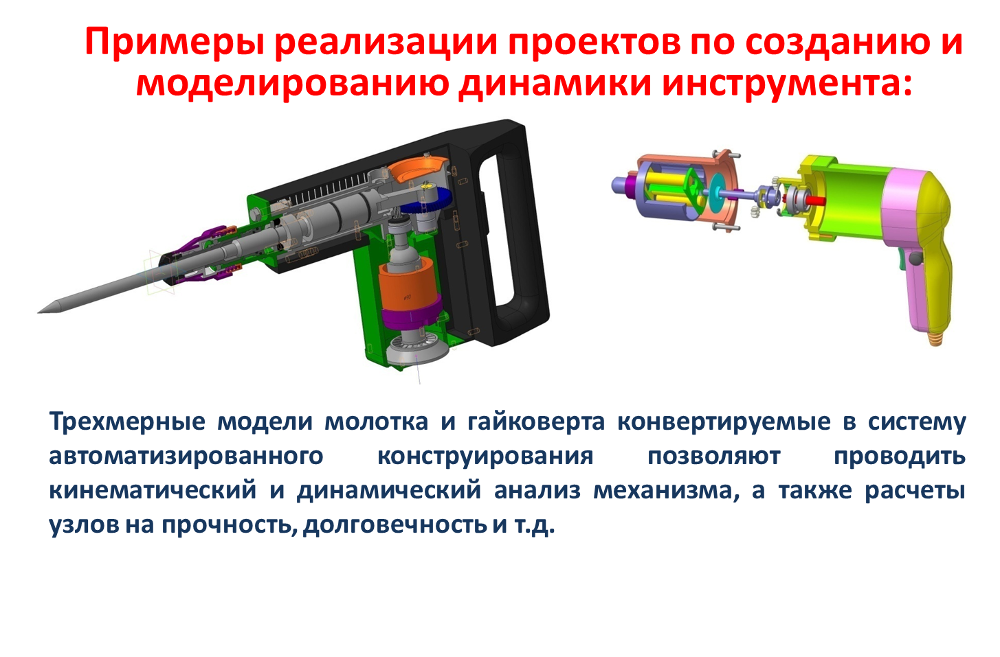 Примеры реализации проектов по созданию и
моделированию динамики инструмента:
Трехмерные модели молотка и гайковерта конвертируемые в систему
автоматизированного конструирования позволяют проводить
кинематический и динамический анализ механизма, а также расчеты
узлов на прочность, долговечность и т.д.